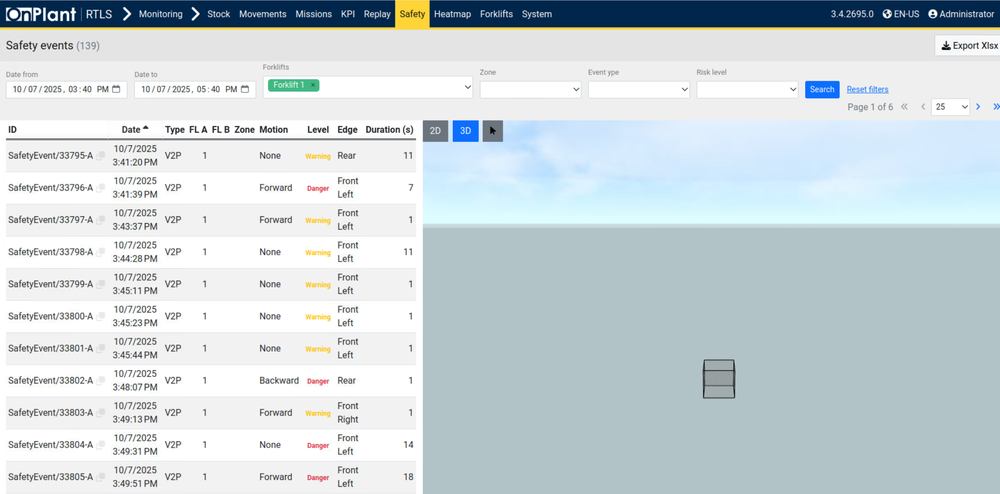 OnPlant RTLS Monitoring Stock Movements Missions KPI Replay Safety Heatmap Forklifts System 3.4.2695.0 EN-US Administrator
Safety events (139) Export Xlsx
Date from Date to Forklifts Zone Event ype Risk level
10/07/2025, 03:40 PM 10/07/2025, 05:40 PM Forklift 1 × Search Reset filters
Page 1 of 6 « ‹ 25 › »
ID Date Type FL A FL B Zone Motion Level Edge Duration (s)
2D 3D
SafetyEvent/33795-A 10/7/2025 3:41:20 PM V2P 1 None Warning Rear 11
SafetyEvent/33796-A 10/7/2025 3:41:39 PM V2P 1 Forward Danger Front Left 7
SafetyEvent/33797-A 10/7/2025 3:43:37 PM V2P 1 Forward Warning Front Left 1
SafetyEvent/33798-A 10/7/2025 3:44:28 PM V2P 1 None Warning Front Left 11
SafetyEvent/33799-A 10/7/2025 3:45:11 PM V2P 1 None Warning Front Left 1
SafetyEvent/33800-A 10/7/2025 3:45:23 PM V2P 1 None Warning Front Left 1
SafetyEvent/33801-A 10/7/2025 3:45:44 PM V2P 1 None Warning Front Left 1
SafetyEvent/33802-A 10/7/2025 3:48:07 PM V2P 1 Backward Danger Rear 1
SafetyEvent/33803-A 10/7/2025 3:49:13 PM V2P 1 Forward Warning Front Right 1
SafetyEvent/33804-A 10/7/2025 3:49:31 PM V2P 1 None Danger Front Left 14
SafetyEvent/33805-A 10/7/2025 3:49:51 PM V2P 1 Forward Danger Front Left 18